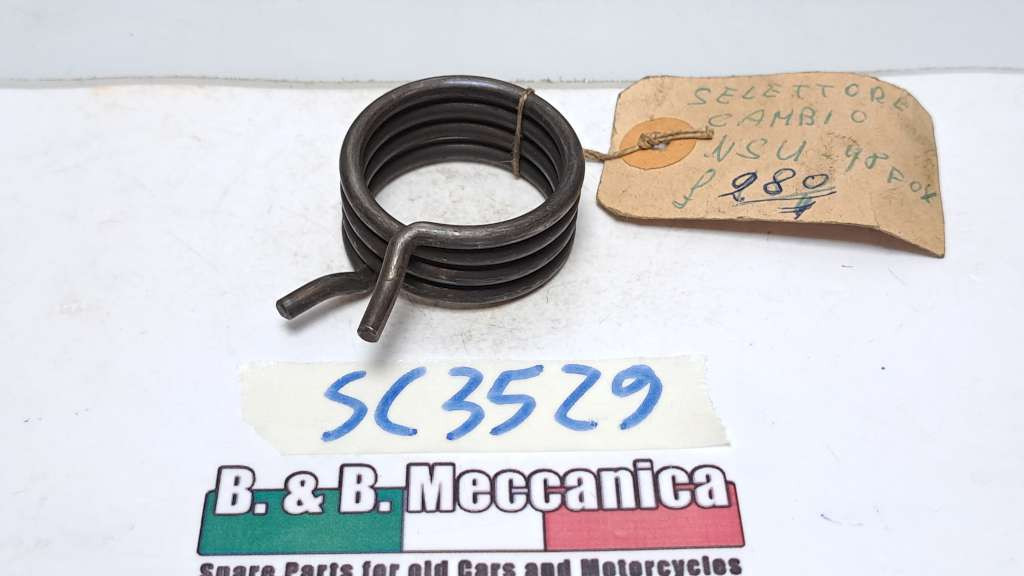 SELETTORE
CAMBIO
NSU 98 FOX
£ 280
SC3529
B. & B. Meccanica
Spare Parts for old Cars and Motorcycles